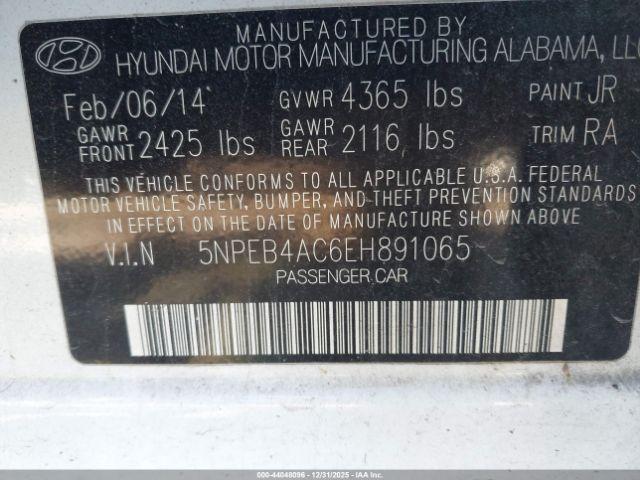 MANUFACTURED BY
HYUNDAI MOTOR MANUFACTURING ALABAMA, LLC
Feb/06/14 GVWR 4365 lbs PAINT JR
GAWR FRONT 2425 lbs GAWR REAR 2116 lbs TRIM RA
THIS VEHICLE CONFORMS TO ALL APPLICABLE U.S.A. FEDERAL
MOTOR VEHICLE SAFETY, BUMPER, AND THEFT PREVENTION STANDARDS
IN EFFECT ON THE DATE OF MANUFACTURE SHOWN ABOVE.
V.I.N 5NPEB4AC6EH891065
PASSENGER CAR
000-44048096 - 12/31/2025 - IAAI.COM